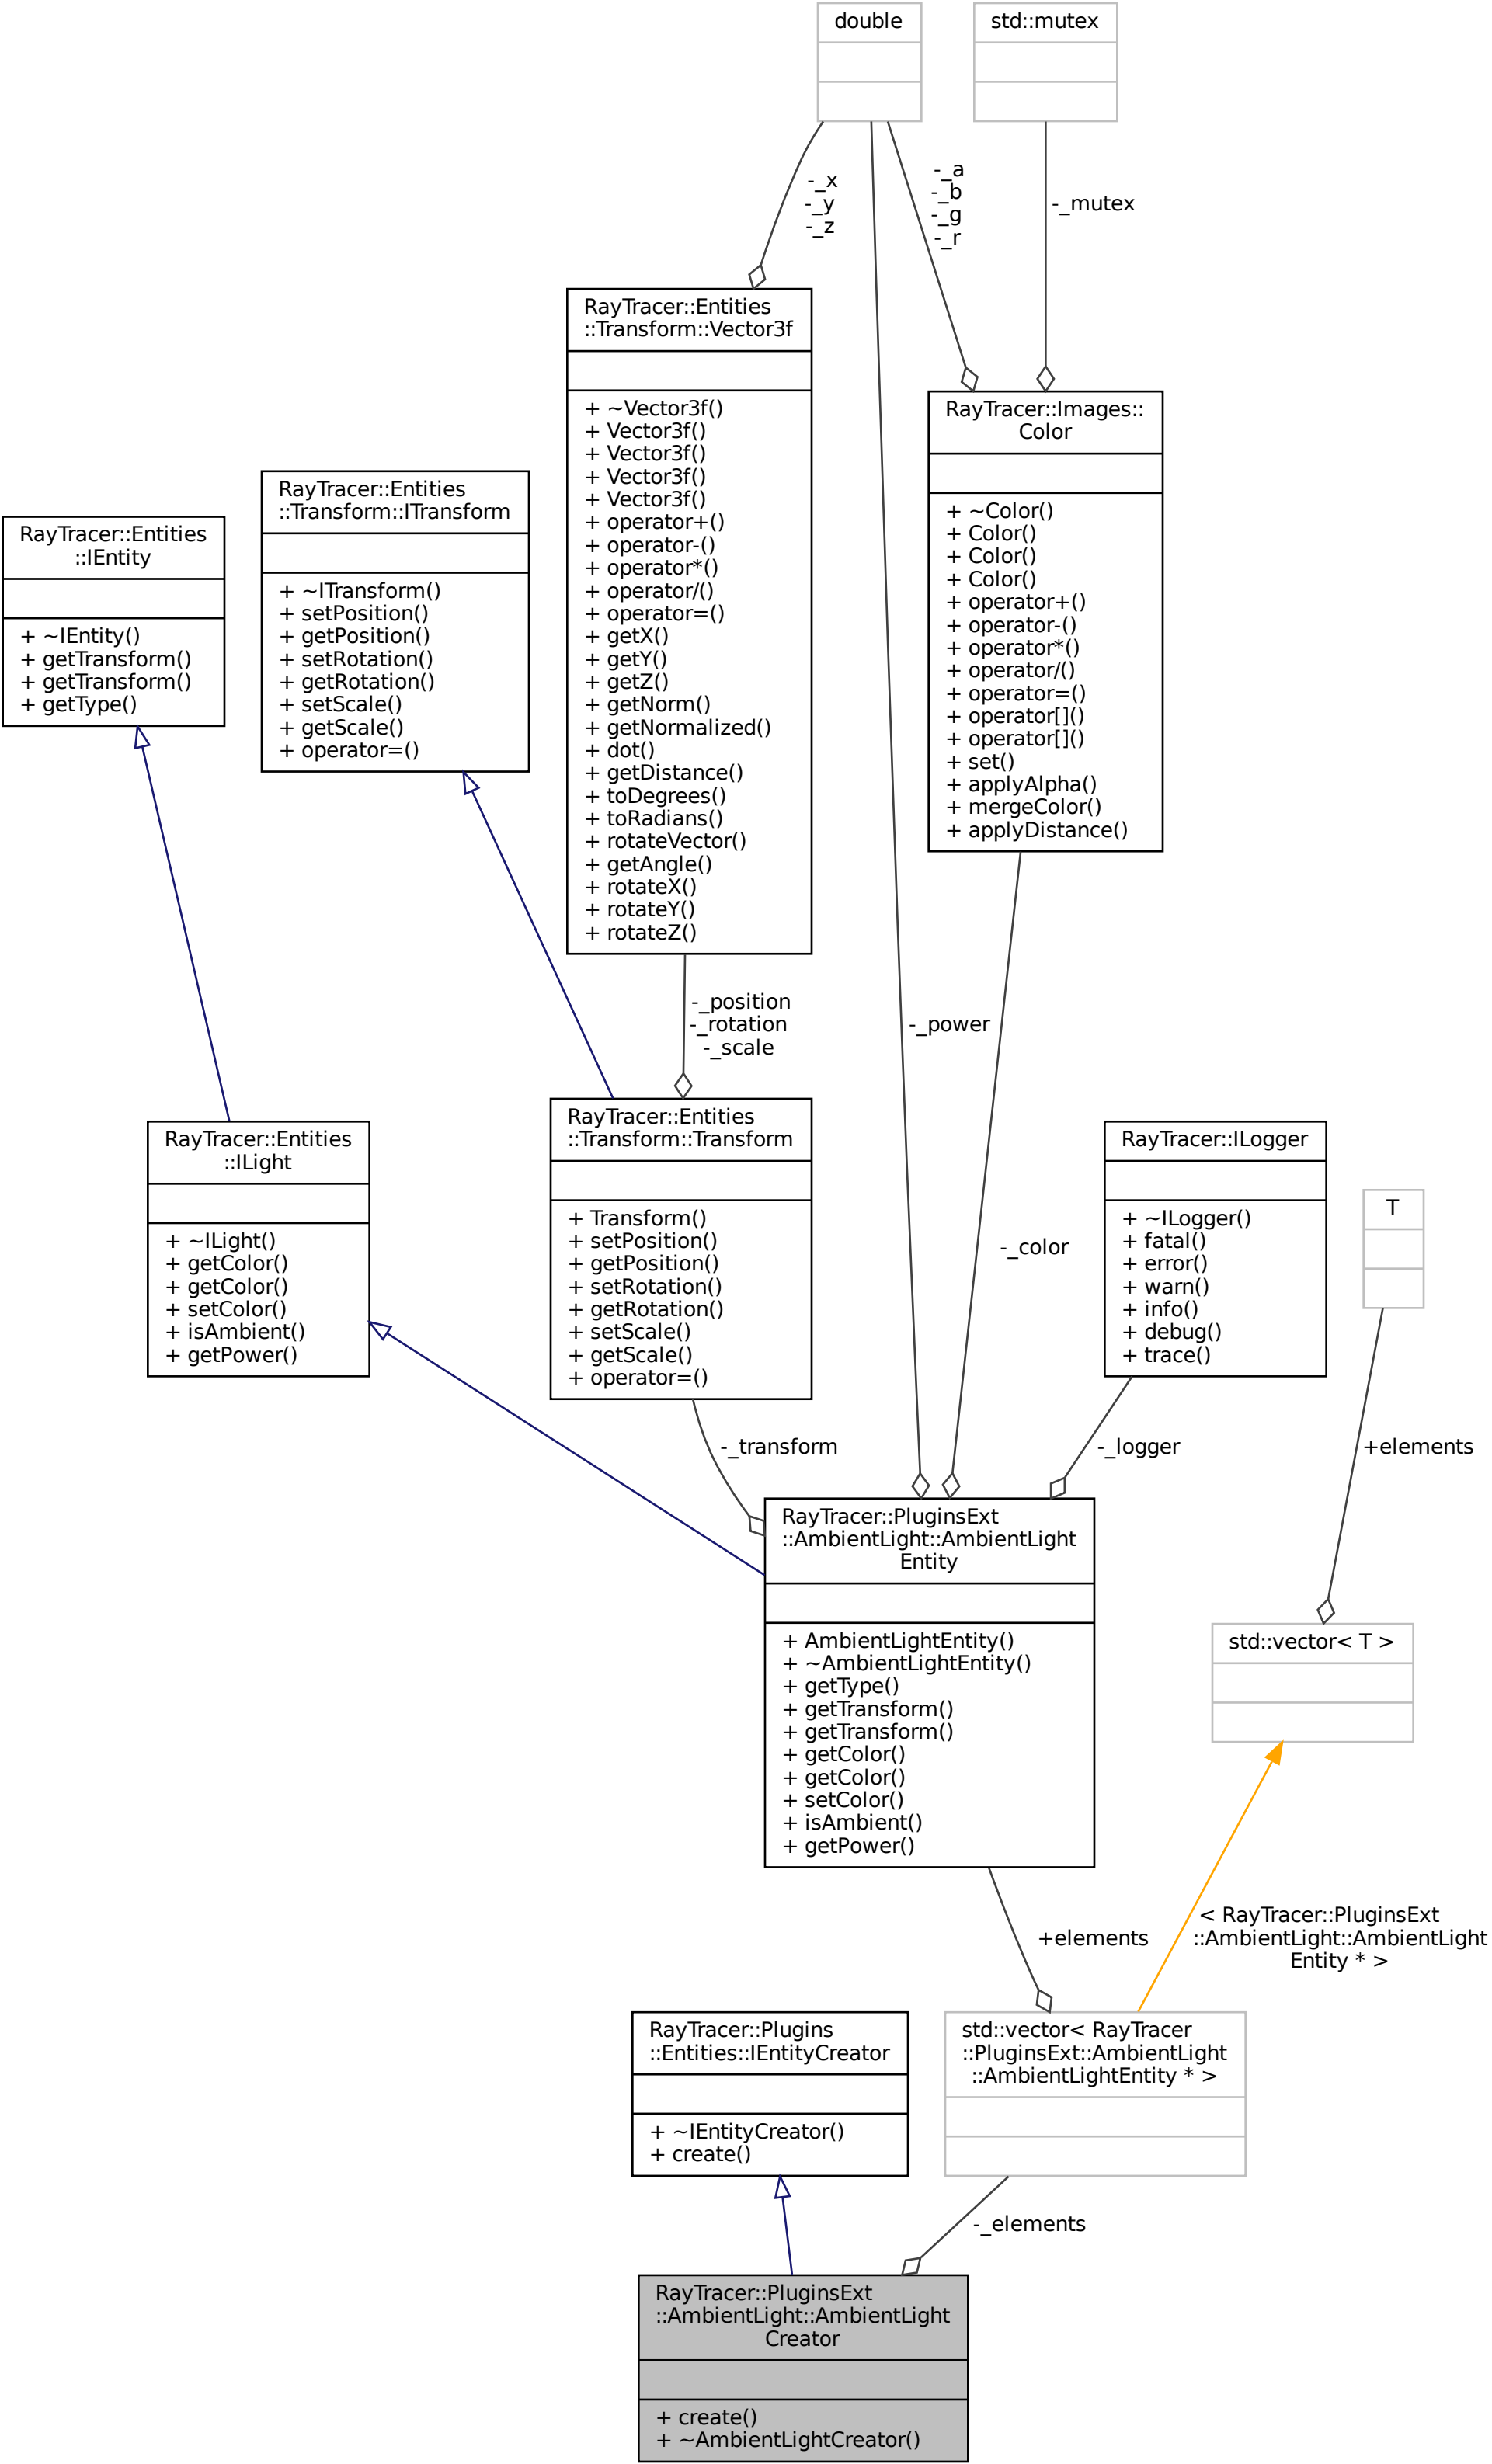 double
std::mutex
-_x
-_y
-_z
-_a
-_b
-_g
-_r
-_mutex
RayTracer::Entities
::Transform::Vector3f
+ ~Vector3f()
+ Vector3f()
+ Vector3f()
+ Vector3f()
+ Vector3f()
+ operator+()
+ operator-()
+ operator*()
+ operator/()
+ operator=()
+ getX()
+ getY()
+ getZ()
+ getNorm()
+ getNormalized()
+ dot()
+ getDistance()
+ toDegrees()
+ toRadians()
+ rotateVector()
+ getAngle()
+ rotateX()
+ rotateY()
+ rotateZ()
RayTracer::Images::
Color
+ ~Color()
+ Color()
+ Color()
+ Color()
+ operator+()
+ operator-()
+ operator*()
+ operator/()
+ operator=()
+ operator[]()
+ operator[]()
+ set()
+ applyAlpha()
+ mergeColor()
+ applyDistance()
RayTracer::Entities
::Transform::ITransform
+ ~ITransform()
+ setPosition()
+ getPosition()
+ setRotation()
+ getRotation()
+ setScale()
+ getScale()
+ operator=()
RayTracer::Entities
::IEntity
+ ~IEntity()
+ getTransform()
+ getTransform()
+ getType()
-_position
-_rotation
-_scale
-_power
RayTracer::Entities
::ILight
+ ~ILight()
+ getColor()
+ getColor()
+ setColor()
+ isAmbient()
+ getPower()
RayTracer::Entities
::Transform::Transform
+ Transform()
+ setPosition()
+ getPosition()
+ setRotation()
+ getRotation()
+ setScale()
+ getScale()
+ operator=()
-_color
RayTracer::ILogger
+ ~ILogger()
+ fatal()
+ error()
+ warn()
+ info()
+ debug()
+ trace()
T
-_transform
-_logger
+elements
RayTracer::PluginsExt
::AmbientLight::AmbientLight
Entity
+ AmbientLightEntity()
+ ~AmbientLightEntity()
+ getType()
+ getTransform()
+ getTransform()
+ getColor()
+ getColor()
+ setColor()
+ isAmbient()
+ getPower()
std::vector< T >
+elements
< RayTracer::PluginsExt
::AmbientLight::AmbientLight
Entity * >
RayTracer::Plugins
::Entities::IEntityCreator
+ ~IEntityCreator()
+ create()
std::vector< RayTracer
::PluginsExt::AmbientLight
::AmbientLightEntity * >
-_elements
RayTracer::PluginsExt
::AmbientLight::AmbientLight
Creator
+ create()
+ ~AmbientLightCreator()